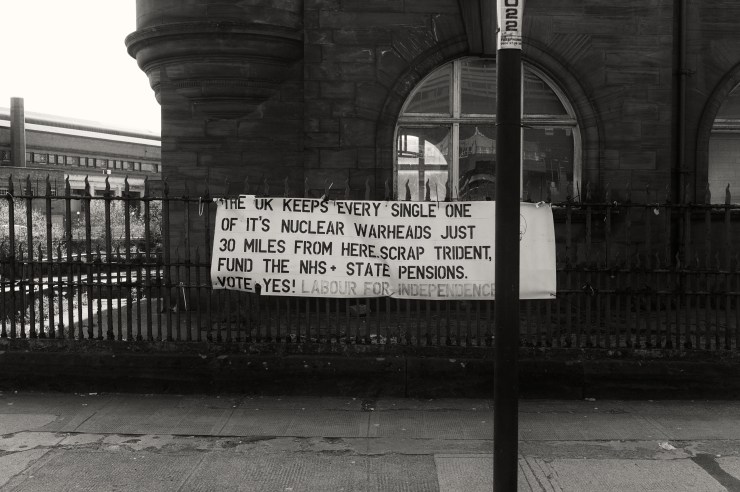 022
THE UK KEEPS EVERY SINGLE ONE
OF IT'S NUCLEAR WARHEADS JUST
30 MILES FROM HERE. SCRAP TRIDENT,
FUND THE NHS + STATE PENSIONS.
VOTE YES! LABOUR FOR INDEPENDENCE